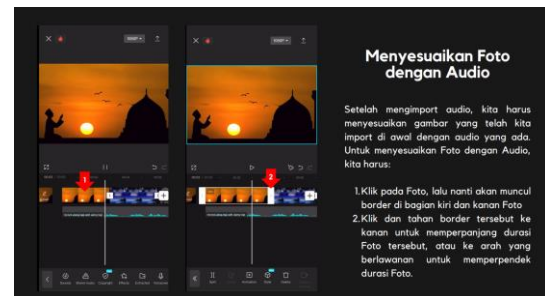 Menyesuaikan Foto
dengan Audio
Setelah mengimport audio, kita harus
menyesuaikan gambar yang telah kita
import di awal dengan audio yang ada.
Untuk menyesuaikan Foto dengan Audio,
kita harus:
1.Klik pada Foto, lalu nanti akan muncul
border di bagian kiri dan kanan Foto
2.Klik dan tahan border tersebut ke
kanan untuk memperpanjang durasi
Foto tersebut, atau ke arah yang
berlawanan untuk memperpendek
durasi Foto.
1
2